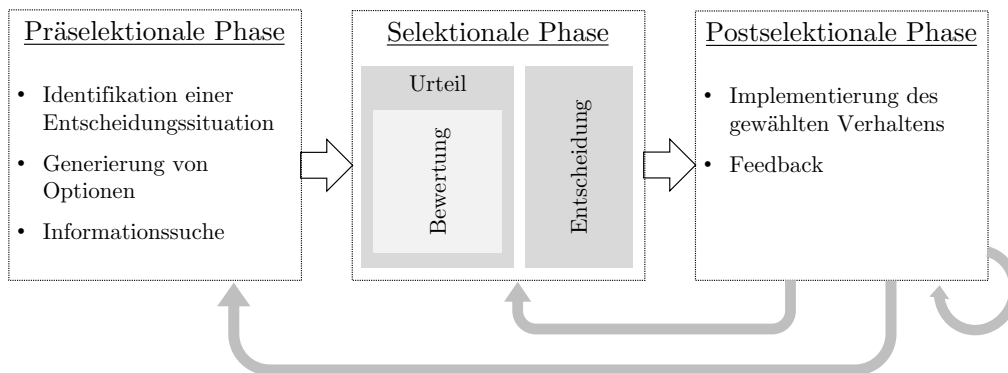 Präselektionale Phase
• Identifikation einer
Entscheidungssituation
• Generierung von
Optionen
• Informationssuche
Selektionale Phase
Urteil
Bewertung
Entscheidung
Postselektionale Phase
• Implementierung des
gewählten Verhaltens
• Feedback